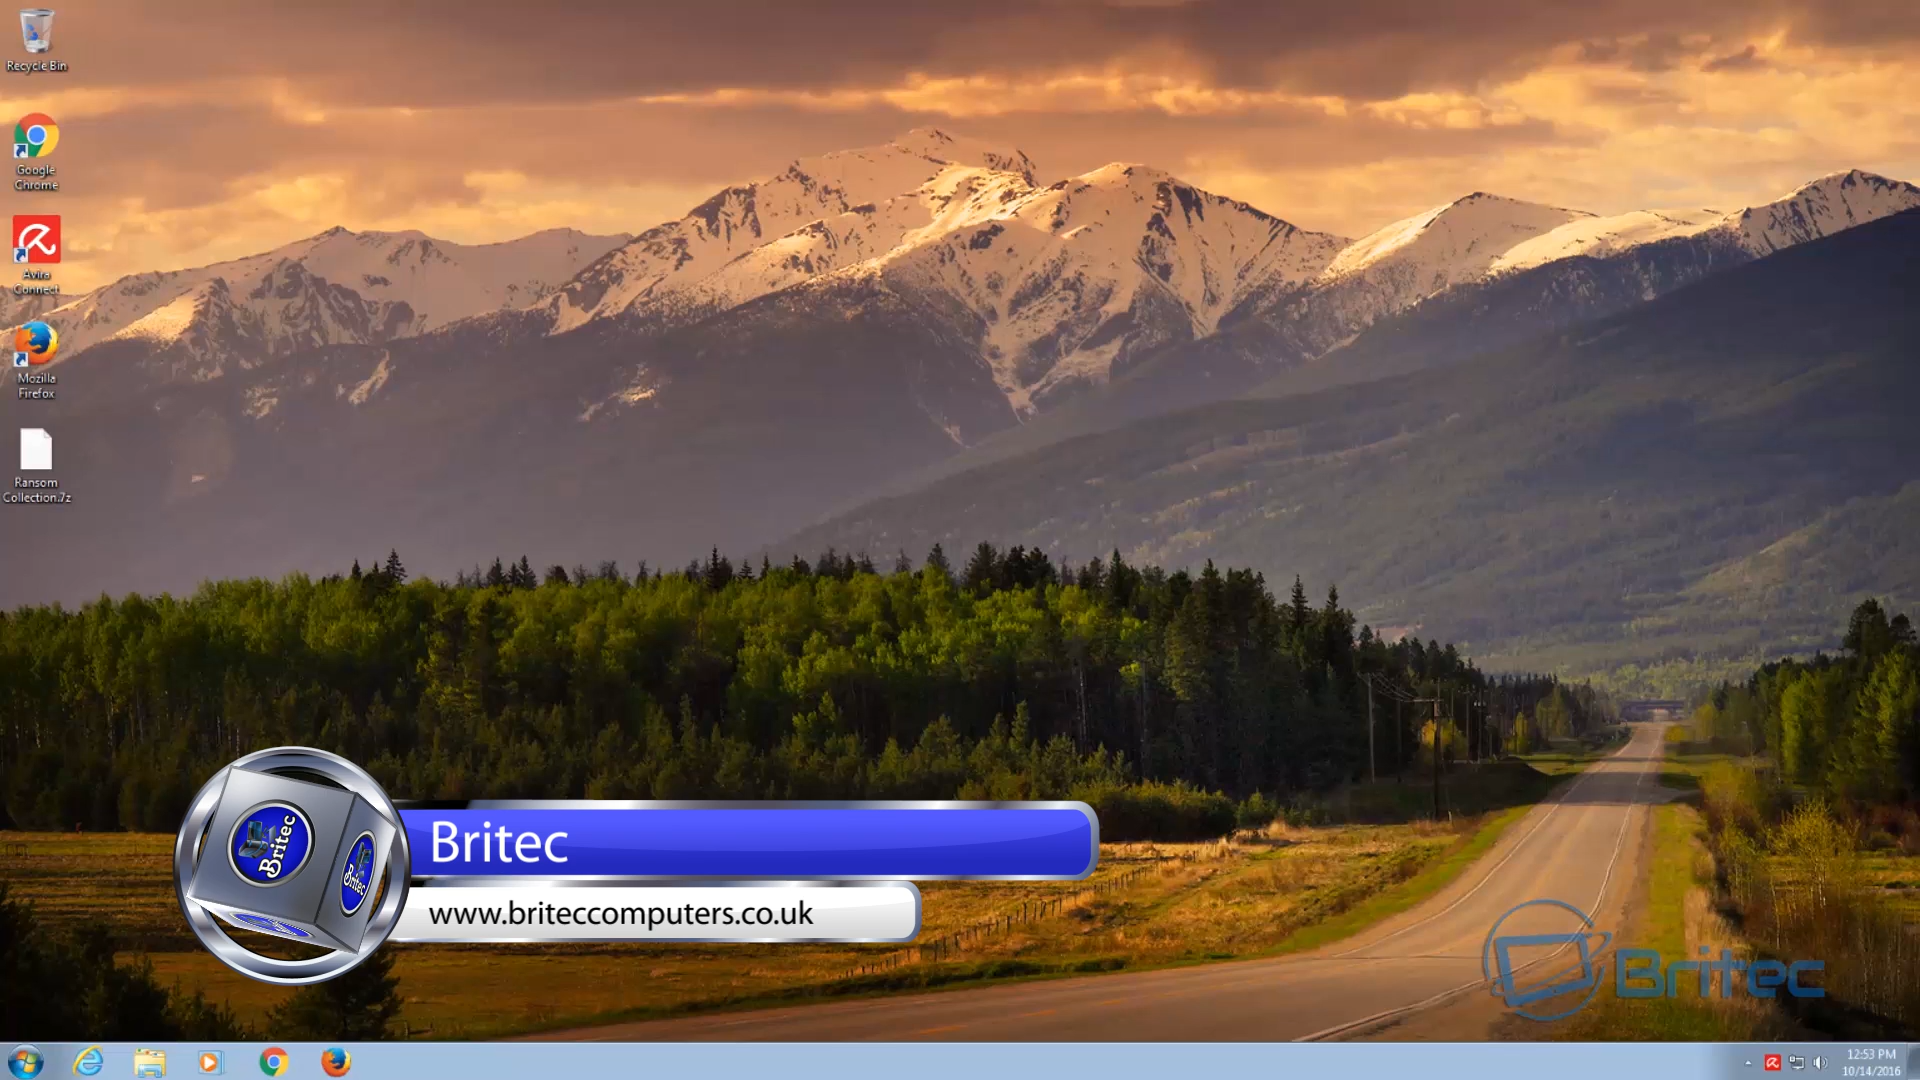 Recycle Bin
Google
Chrome
Avira
Connect
Mozilla
Firefox
Ransom
Collection.7z
Britec
Britec
Britec
www.briteccomputers.co.uk
Britec
12:53 PM
10/14/2016